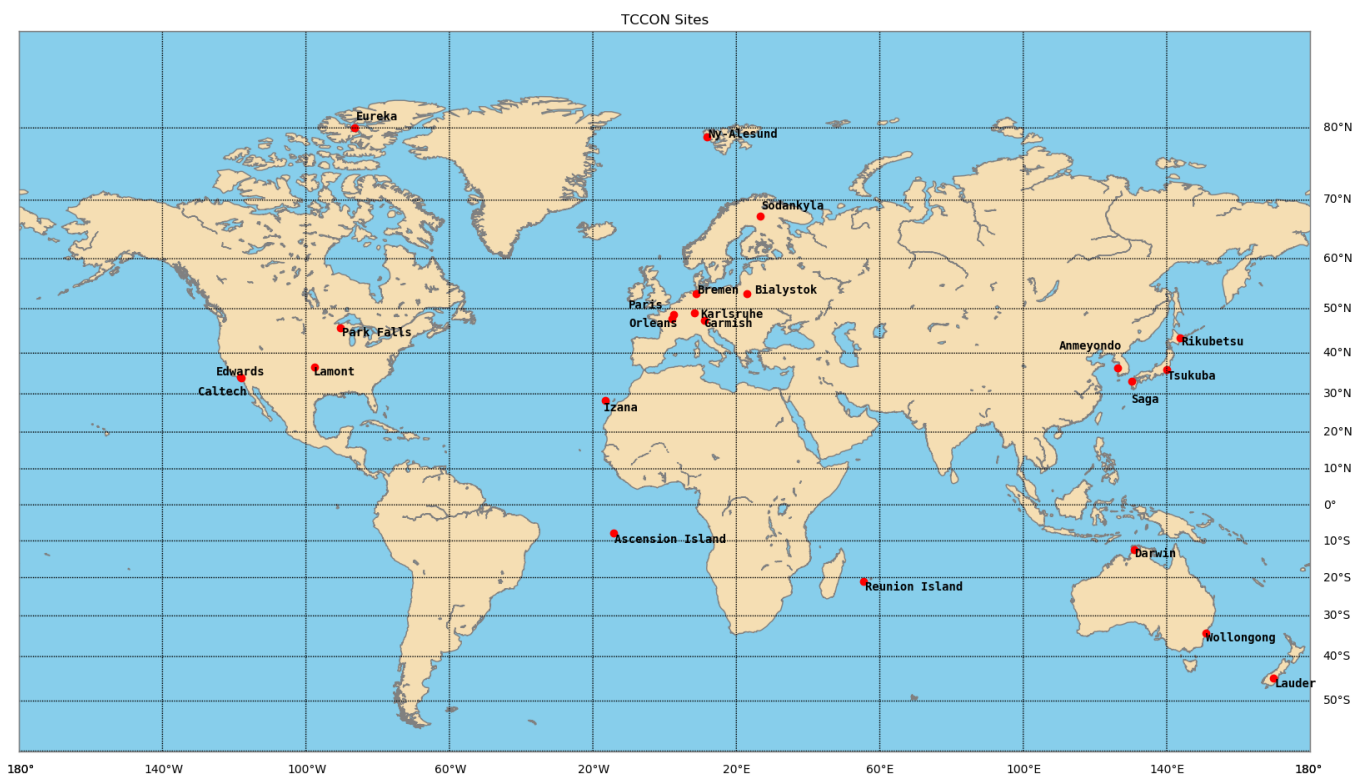 TCCON Sites
Eureka
Ny-Alesund
80°N
70°N
Sodankyla
60°N
Bremen
Bialystok
Paris
50°N
Karlsruhe
Orleans
Garmish
Park Falls
Rikubetsu
Anmeyondo
40°N
Edwards
Lamont
Tsukuba
Caltech
30°N
Saga
Izana
20°N
10°N
0°
Ascension Island
10°S
Darwin
20°S
Reunion Island
30°S
Wollongong
40°S
Lauder
50°S
180° 140°W 100°W 60°W 20°W 20°E 60°E 100°E 140°E 180°